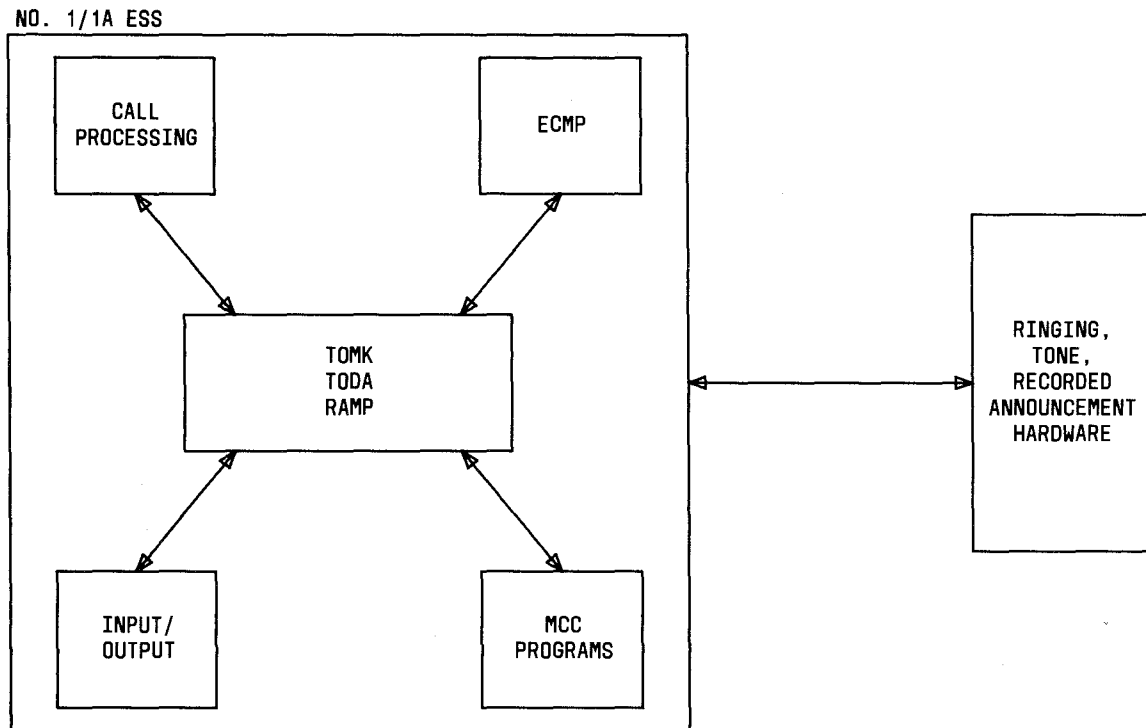 NO. 1/1A ESS
CALL
PROCESSING
ECMP
TOMK
TODA
RAMP
RINGING,
TONE,
RECORDED
ANNOUNCEMENT
HARDWARE
INPUT/
OUTPUT
MCC
PROGRAMS